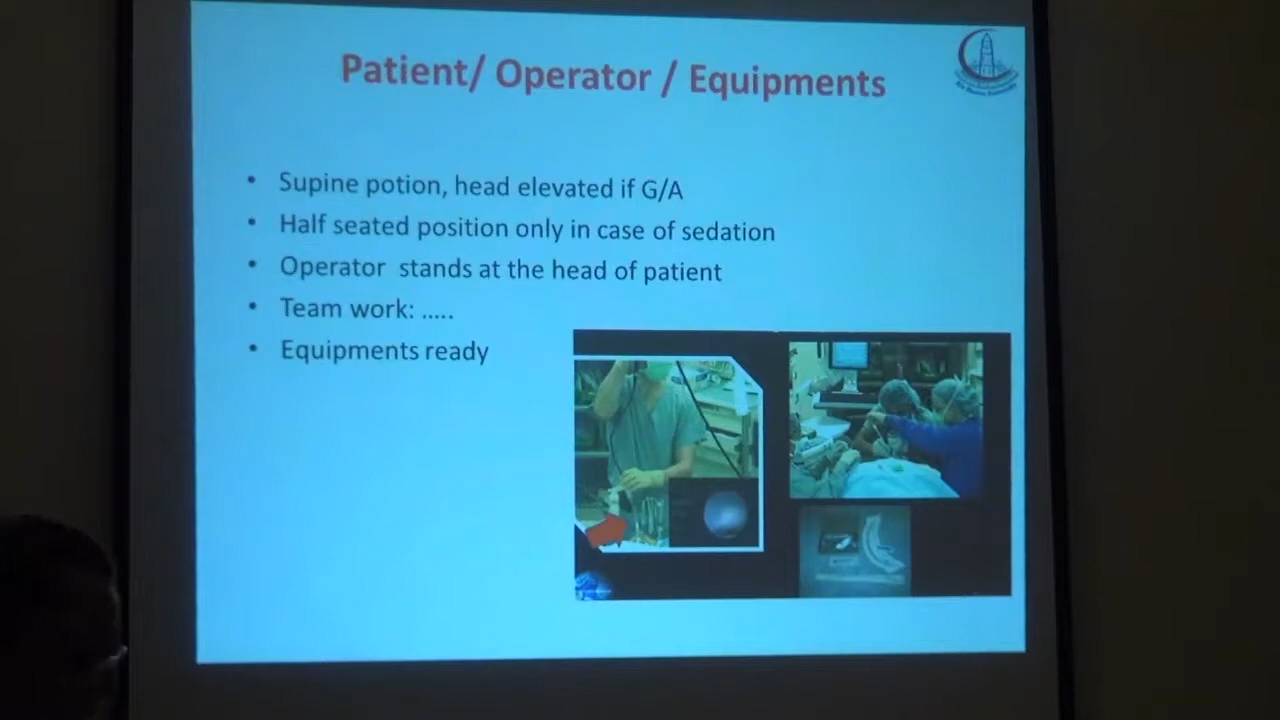 Patient/ Operator / Equipments
Supine potion, head elevated if G/A
Half seated position only in case of sedation
Operator  stands at the head of patient
Team work: .....
Equipments ready